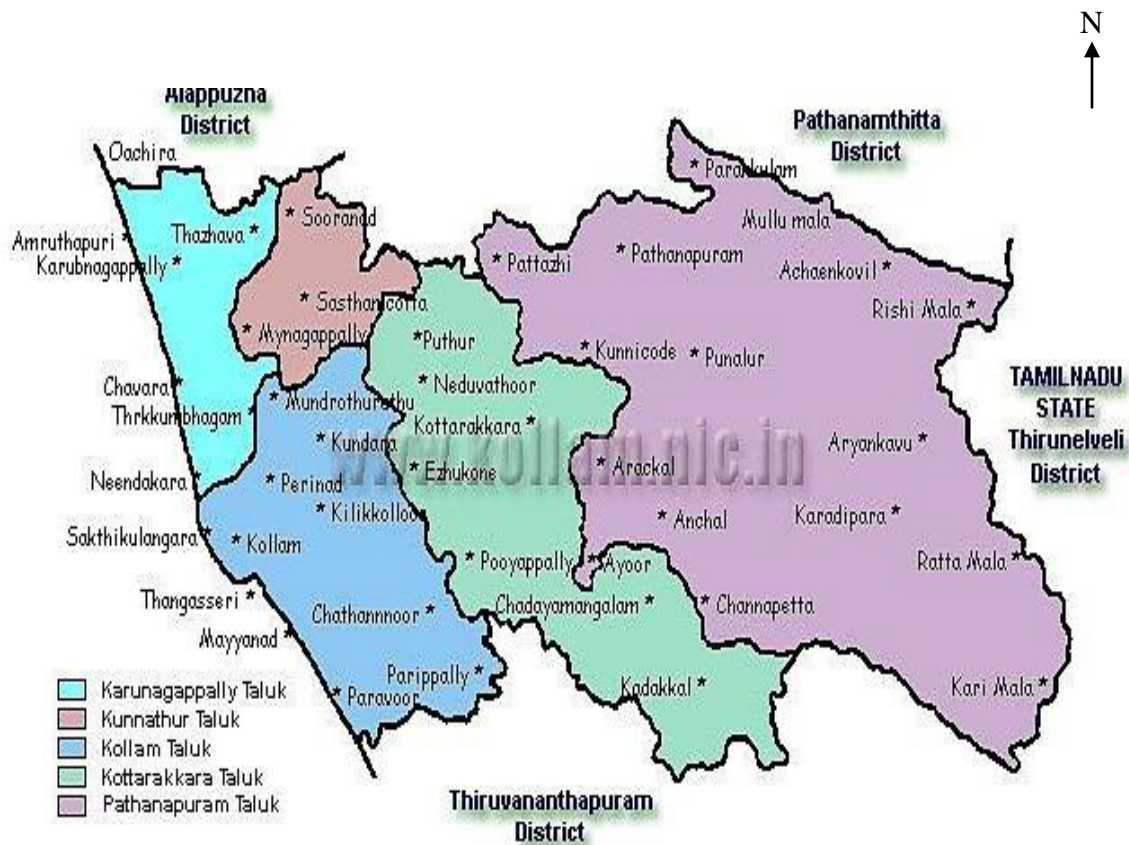 N
Alappuzha
District
Pathanamthitta
District
Oachira
Parakkulam
Mullu mala
Sooranad
Thazhava
Amruthapuri
Karubnagappally
Pattazhi
Pathanapuram
Achaenkovil
Rishi Mala
Sasthamcotta
Mynagappally
Puthur
Kunnicode
Punalur
Chavara
Neduvathoor
TAMILNADU
STATE
Thirunelveli
District
Thrkkumbhagam
Mundrothuruthu
Kottarakkara
Kundara
Aryankavu
www.kollam.nic.in
Ezhukone
Arackal
Neendakara
Perinad
Kilikkolloor
Anchal
Karadipara
Sakthikulangara
Kollam
Pooyappally
Ayoor
Ratta Mala
Thangasseri
Chathannnoor
Chadayamangalam
Channapetta
Mayyanad
Parippally
Kadakkal
Kari Mala
Paravoor
Karunagappally Taluk
Kunnathur Taluk
Kollam Taluk
Kottarakkara Taluk
Pathanapuram Taluk
Thiruvananthapuram
District